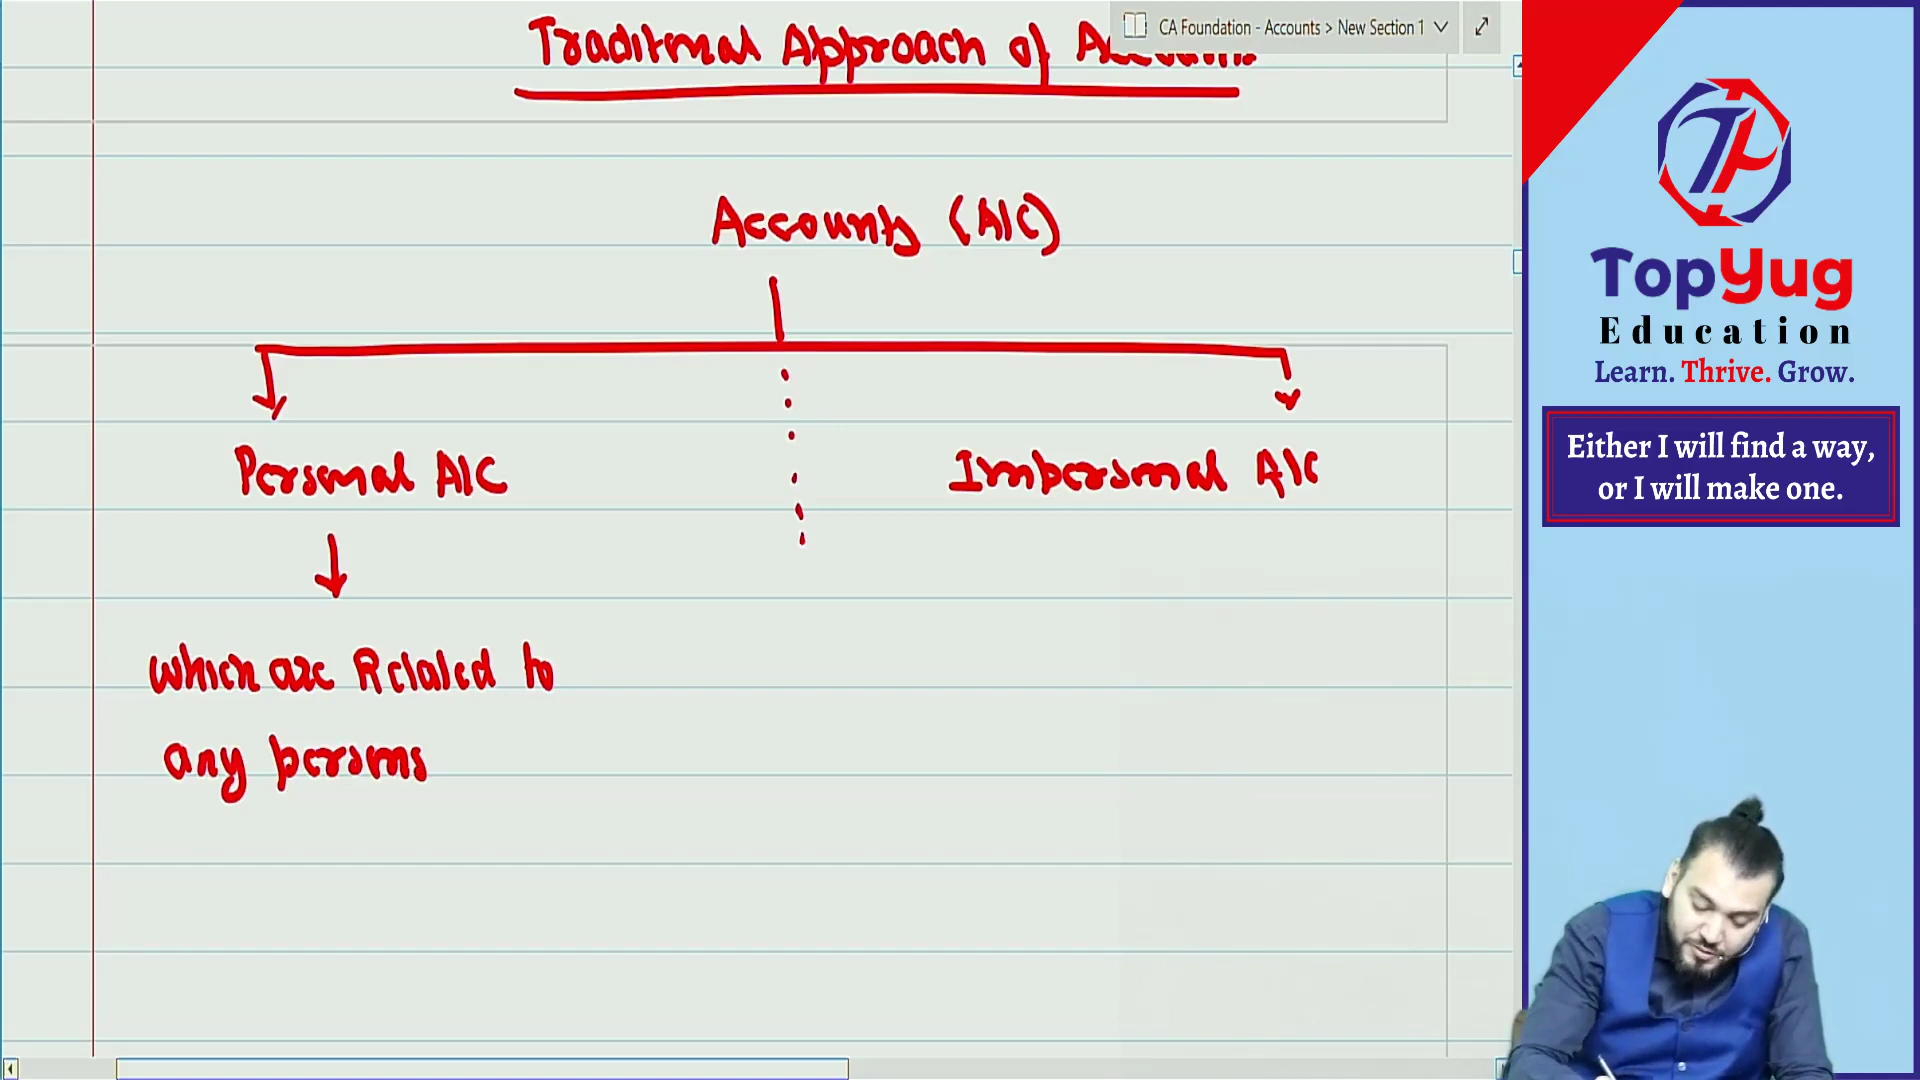 Traditional Approach of Accounts
CA Foundation - Accounts > New Section 1
Accounts (A/C)
Personal A/C
Impersonal A/C
Which are Related to
any persons
TopYug
Education
Learn. Thrive. Grow.
Either I will find a way,
or I will make one.